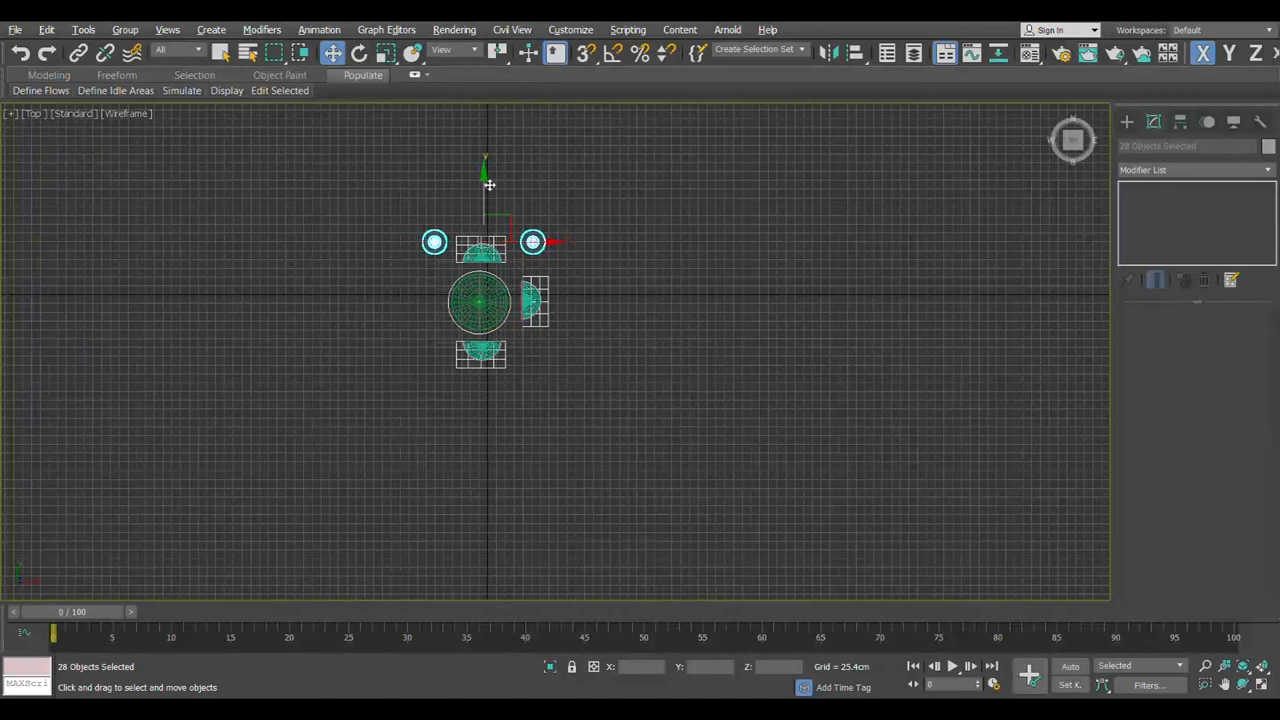 File Edit Tools Group Views Create Modifiers Animation Graph Editors Rendering Civil View Customize Scripting Content Arnold Help Sign In Workspaces: Default
All View Create Selection Set X Y Z
Modeling Freeform Selection Object Paint Populate
Define Flows Define Idle Areas Simulate Display Edit Selected
[+] [Top ] [Standard ] [Wireframe ]
28 Objects Selected
Modifier List
y
0 / 100
0 5 10 15 20 25 30 35 40 45 50 55 60 65 70 75 80 85 90 95 100
28 Objects Selected X: Y: Z: Grid = 25.4cm Auto Selected
MAXScri Click and drag to select and move objects Add Time Tag 0 Set K. Filters...